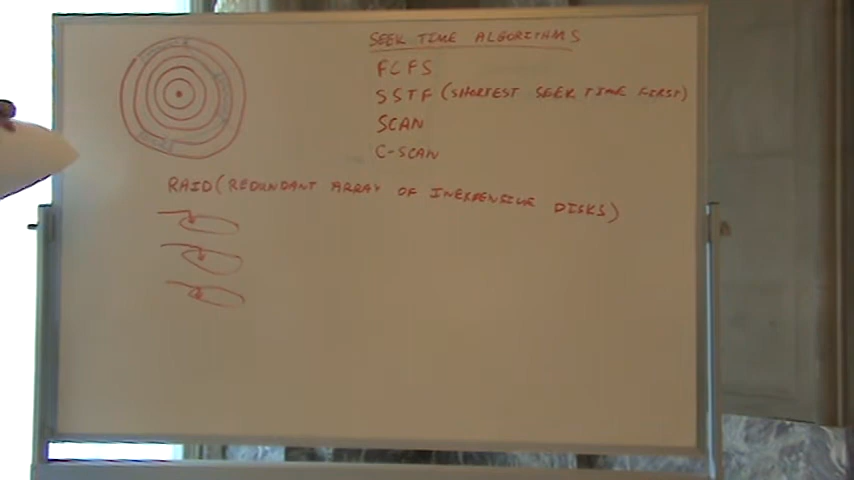 SEEK TIME ALGORITHMS
FCFS
SSTF (SHORTEST SEEK TIME FIRST)
SCAN
C-SCAN
RAID (REDUNDANT ARRAY OF INEXPENSIVE DISKS)